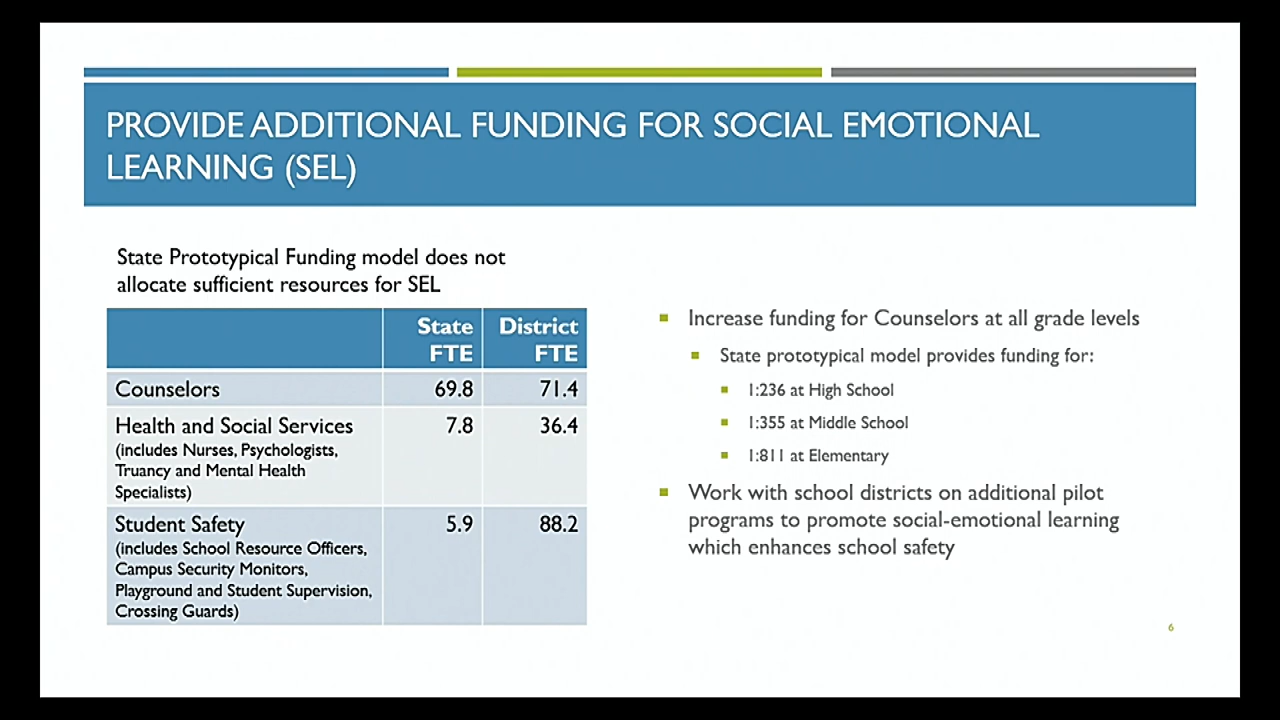 PROVIDE ADDITIONAL FUNDING FOR SOCIAL EMOTIONAL
LEARNING (SEL)
State Prototypical Funding model does not
allocate sufficient resources for SEL
State FTE District FTE
Counselors 69.8 71.4
Health and Social Services 7.8 36.4
(includes Nurses, Psychologists,
Truancy and Mental Health
Specialists)
Student Safety 5.9 88.2
(includes School Resource Officers,
Campus Security Monitors,
Playground and Student Supervision,
Crossing Guards)
Increase funding for Counselors at all grade levels
State prototypical model provides funding for:
1:236 at High School
1:355 at Middle School
1:811 at Elementary
Work with school districts on additional pilot
programs to promote social-emotional learning
which enhances school safety
6